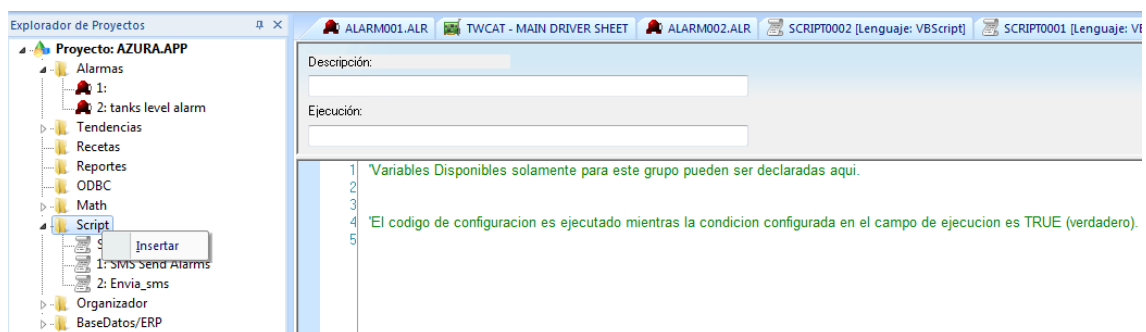 Explorador de Proyectos
Proyecto: AZURA.APP
Alarmas
1:
2: tanks level alarm
Tendencias
Recetas
Reportes
ODBC
Math
Script
S
Insertar
1: SMS Send Alarms
2: Envia_sms
Organizador
BaseDatos/ERP
ALARM001.ALR
TWCAT - MAIN DRIVER SHEET
ALARM002.ALR
SCRIPT0002 [Lenguaje: VBScript]
SCRIPT0001 [Lenguaje: VB
Descripción:
Ejecución:
1 'Variables Disponibles solamente para este grupo pueden ser declaradas aqui.
2
3
4 'El codigo de configuracion es ejecutado mientras la condicion configurada en el campo de ejecucion es TRUE (verdadero).
5